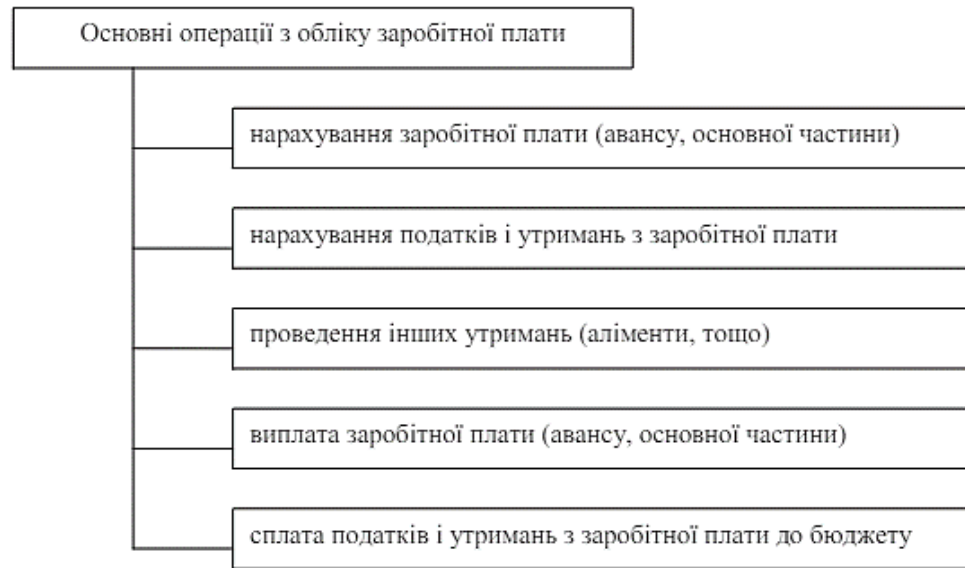 Основні операції з обліку заробітної плати
нарахування заробітної плати (авансу, основної частини)
нарахування податків і утримань з заробітної плати
проведення інших утримань (аліменти, тощо)
виплата заробітної плати (авансу, основної частини)
сплата податків і утримань з заробітної плати до бюджету